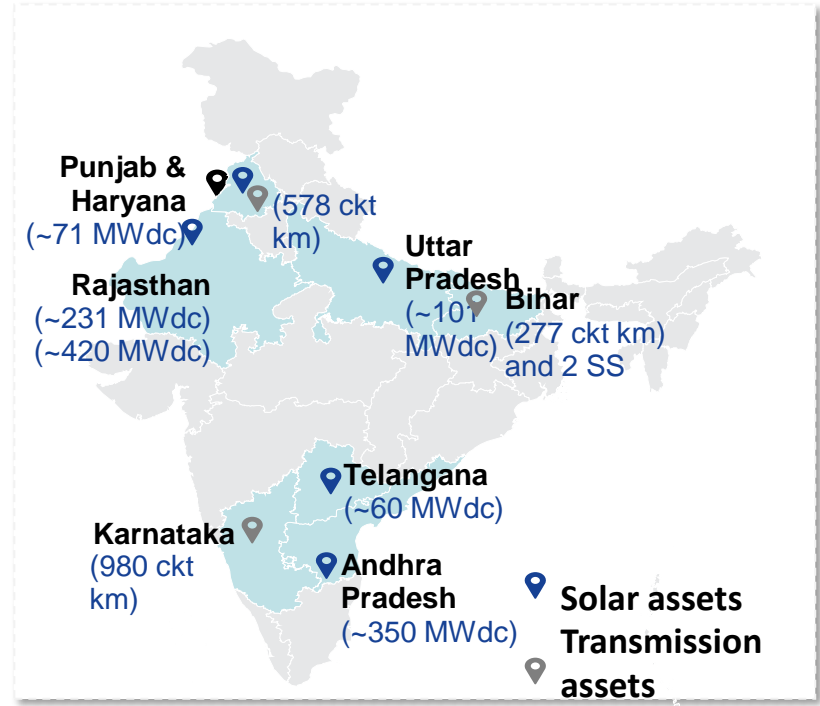 Punjab &
Haryana
(~71 MWdc)
(578 ckt
km)
Rajasthan
(~231 MWdc)
(~420 MWdc)
Uttar
Pradesh
(~101
MWdc)
Bihar
(277 ckt km)
and 2 SS
Telangana
(~60 MWdc)
Karnataka
(980 ckt
km)
Andhra
Pradesh
(~350 MWdc)
Solar assets
Transmission
assets